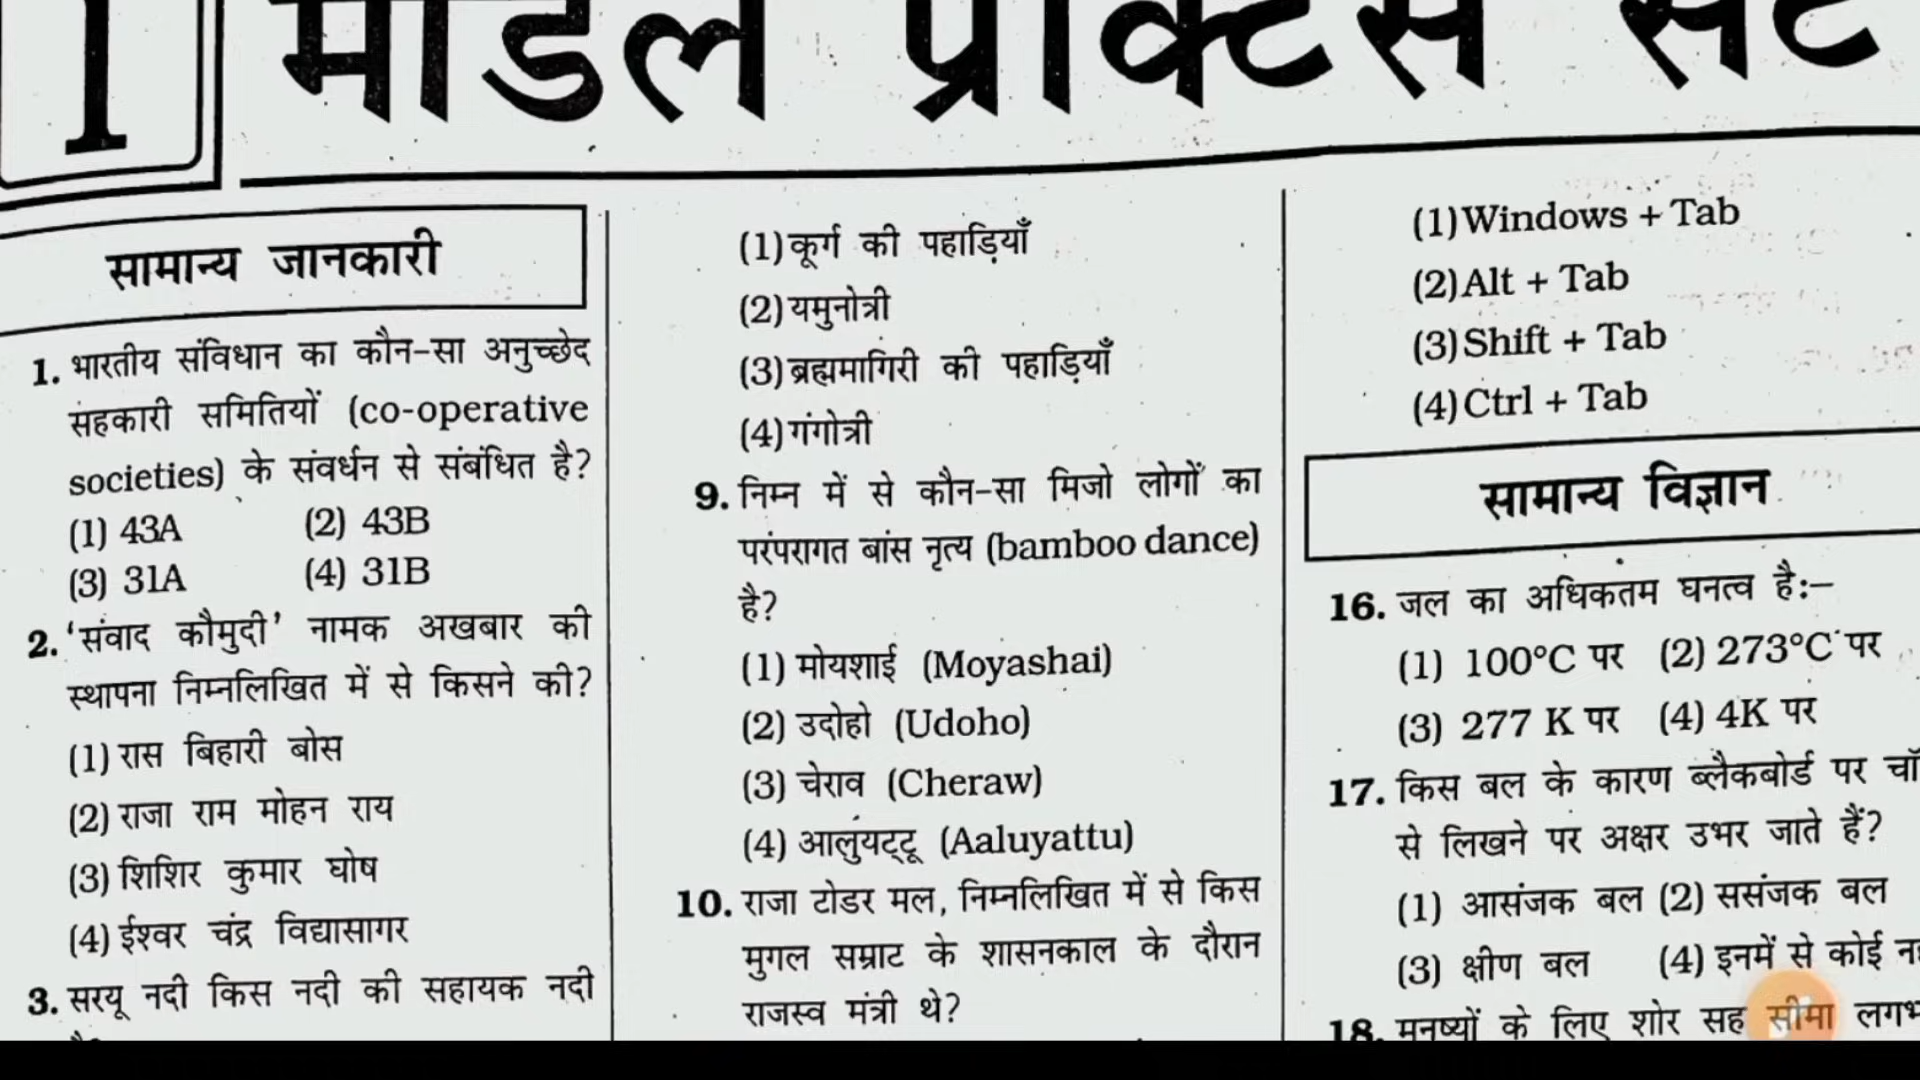 1
मॉडल प्रैक्टिस सेट
सामान्य जानकारी
1. भारतीय संविधान का कौन-सा अनुच्छेद
सहकारी समितियों (co-operative
societies) के संवर्धन से संबंधित है?
(1) 43A (2) 43B
(3) 31A (4) 31B
2. 'संवाद कौमुदी' नामक अखबार की
स्थापना निम्नलिखित में से किसने की?
(1) रास बिहारी बोस
(2) राजा राम मोहन राय
(3) शिशिर कुमार घोष
(4) ईश्वर चंद्र विद्यासागर
3. सरयू नदी किस नदी की सहायक नदी
(1) कूर्ग की पहाड़ियाँ
(2) यमुनोत्री
(3) ब्रह्ममागिरी की पहाड़ियाँ
(4) गंगोत्री
9. निम्न में से कौन-सा मिजो लोगों का
परंपरागत बांस नृत्य (bamboo dance)
है?
(1) मोयशाई (Moyashai)
(2) उदोहो (Udoho)
(3) चेराव (Cheraw)
(4) आलुंयट्टू (Aaluyattu)
10. राजा टोडर मल, निम्नलिखित में से किस
मुगल सम्राट के शासनकाल के दौरान
राजस्व मंत्री थे?
(1) Windows + Tab
(2) Alt + Tab
(3) Shift + Tab
(4) Ctrl + Tab
सामान्य विज्ञान
16. जल का अधिकतम घनत्व है:–
(1) 100°C पर (2) 273°C पर
(3) 277 K पर (4) 4K पर
17. किस बल के कारण ब्लैकबोर्ड पर चॉ
से लिखने पर अक्षर उभर जाते हैं?
(1) आसंजक बल (2) ससंजक बल
(3) क्षीण बल (4) इनमें से कोई
18. मनुष्यों के लिए शोर सह सीमा लगभ